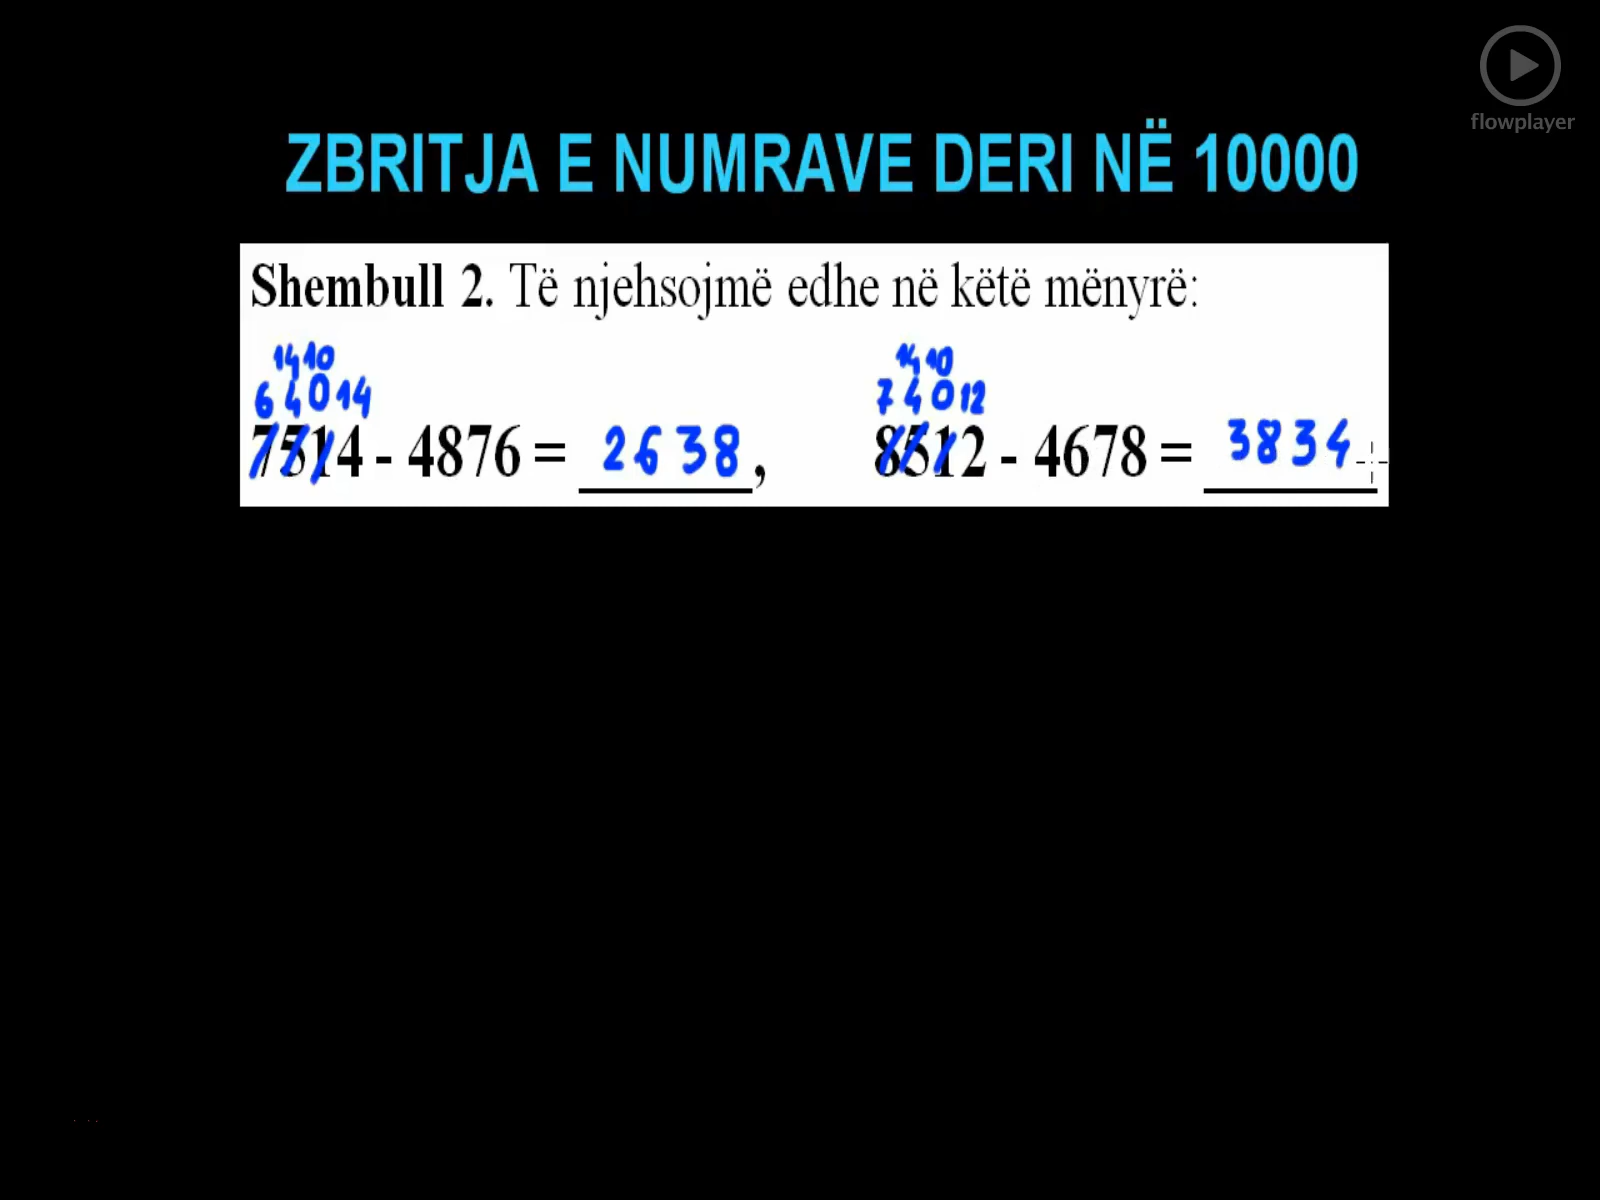 flowplayer
ZBRITJA E NUMRAVE DERI NË 10000
Shembull 2. Të njehsojmë edhe në këtë mënyrë:
14 10 14 10
6 4 0 14 7 4 0 12
7514 - 4876 = 2638, 8512 - 4678 = 3834